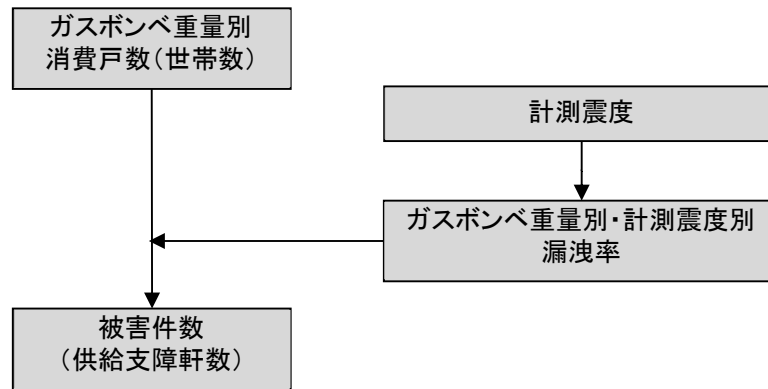 ガスボンベ重量別
消費戸数（世帯数）
計測震度
ガスボンベ重量別・計測震度別
漏洩率
被害件数
（供給支障軒数）